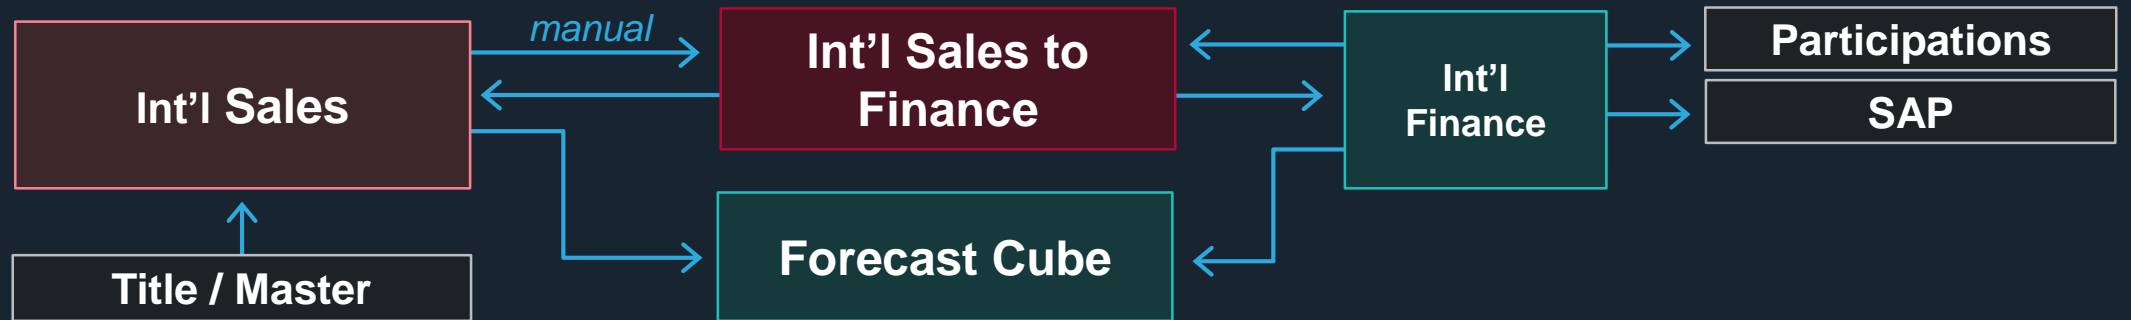 manual
Int’l Sales
Int’l Sales to
Finance
Int’l
Finance
Participations
SAP
Forecast Cube
Title / Master